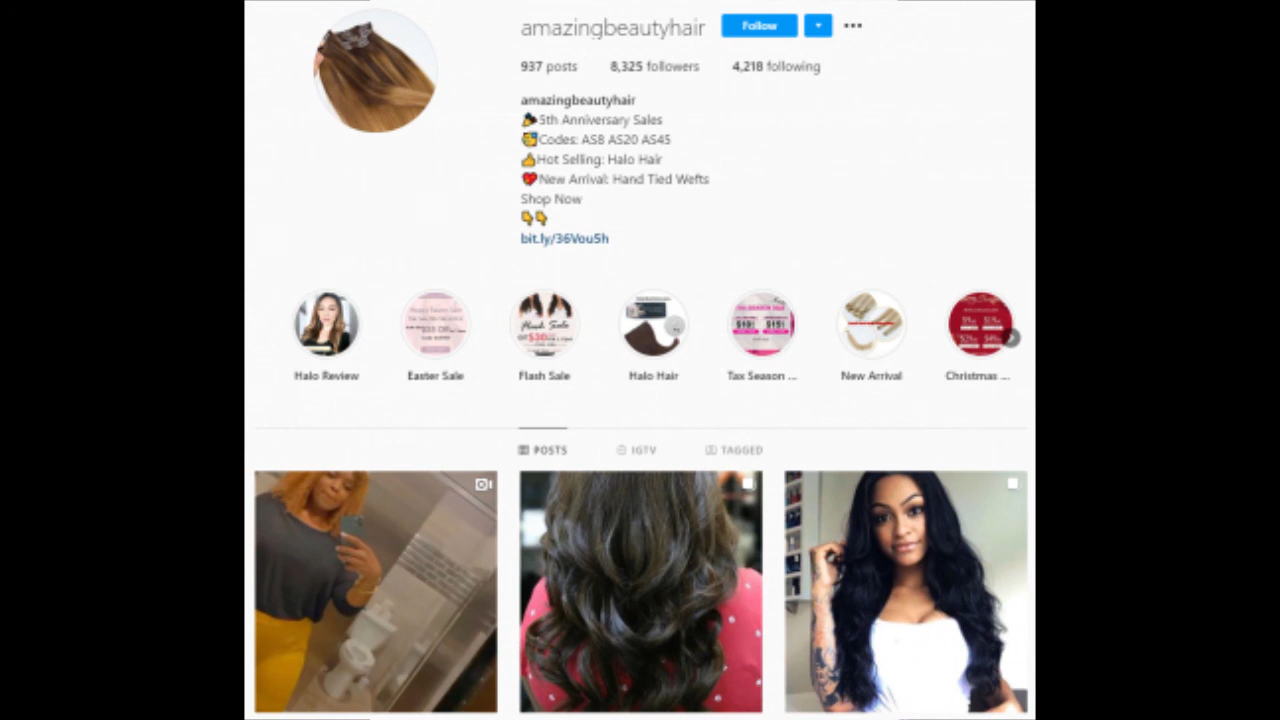 amazingbeautyhair Follow
937 posts 8,325 followers 4,218 following
amazingbeautyhair
5th Anniversary Sales
Codes: AS8 AS20 AS45
Hot Selling: Halo Hair
New Arrival: Hand Tied Wefts
Shop Now
bit.ly/36Vou5h
Flash Sale
Halo Review Easter Sale Flash Sale Halo Hair Tax Season ... New Arrival Christmas ...
POSTS IGTV TAGGED